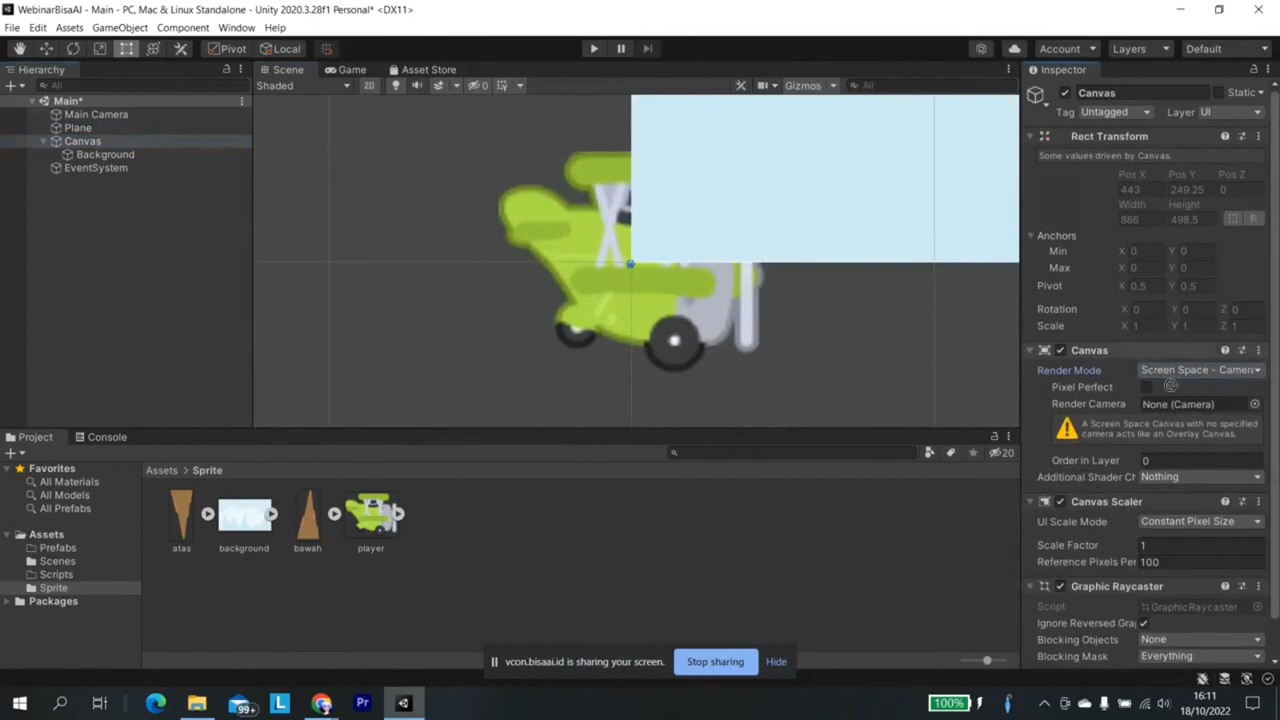 WebinarBisaAI - Main - PC, Mac & Linux Standalone - Unity 2020.3.28f1 Personal* <DX11>
File Edit Assets GameObject Component Window Help
Pivot Local Account Layers Default
Hierarchy Scene Game Asset Store Inspector
All Shaded 2D 0 Gizmos All Canvas Static
Main* Tag Untagged Layer UI
Main Camera
Plane Rect Transform
Canvas
Background Some values driven by Canvas.
EventSystem
Pos X Pos Y Pos Z
443 249.25 0
Width Height
886 498.5 R
Anchors
Min X 0 Y 0
Max X 0 Y 0
Pivot X 0.5 Y 0.5
Rotation X 0 Y 0 Z 0
Scale X 1 Y 1 Z 1
Canvas
Render Mode Screen Space - Camera
Pixel Perfect
Render Camera None (Camera)
A Screen Space Canvas with no specified
camera acts like an Overlay Canvas.
Order in Layer 0
Additional Shader Ch Nothing
Canvas Scaler
UI Scale Mode Constant Pixel Size
Scale Factor 1
Reference Pixels Per 100
Graphic Raycaster
Script GraphicRaycaster
Ignore Reversed Grap
Blocking Objects None
Blocking Mask Everything
Project Console
20
Favorites
All Materials
All Models
All Prefabs
Assets
Prefabs
Scenes
Scripts
Sprite
Packages
Assets > Sprite
atas background bawah player
vcon.bisaai.id is sharing your screen. Stop sharing Hide
99+ L Pr 100% 16:11
18/10/2022